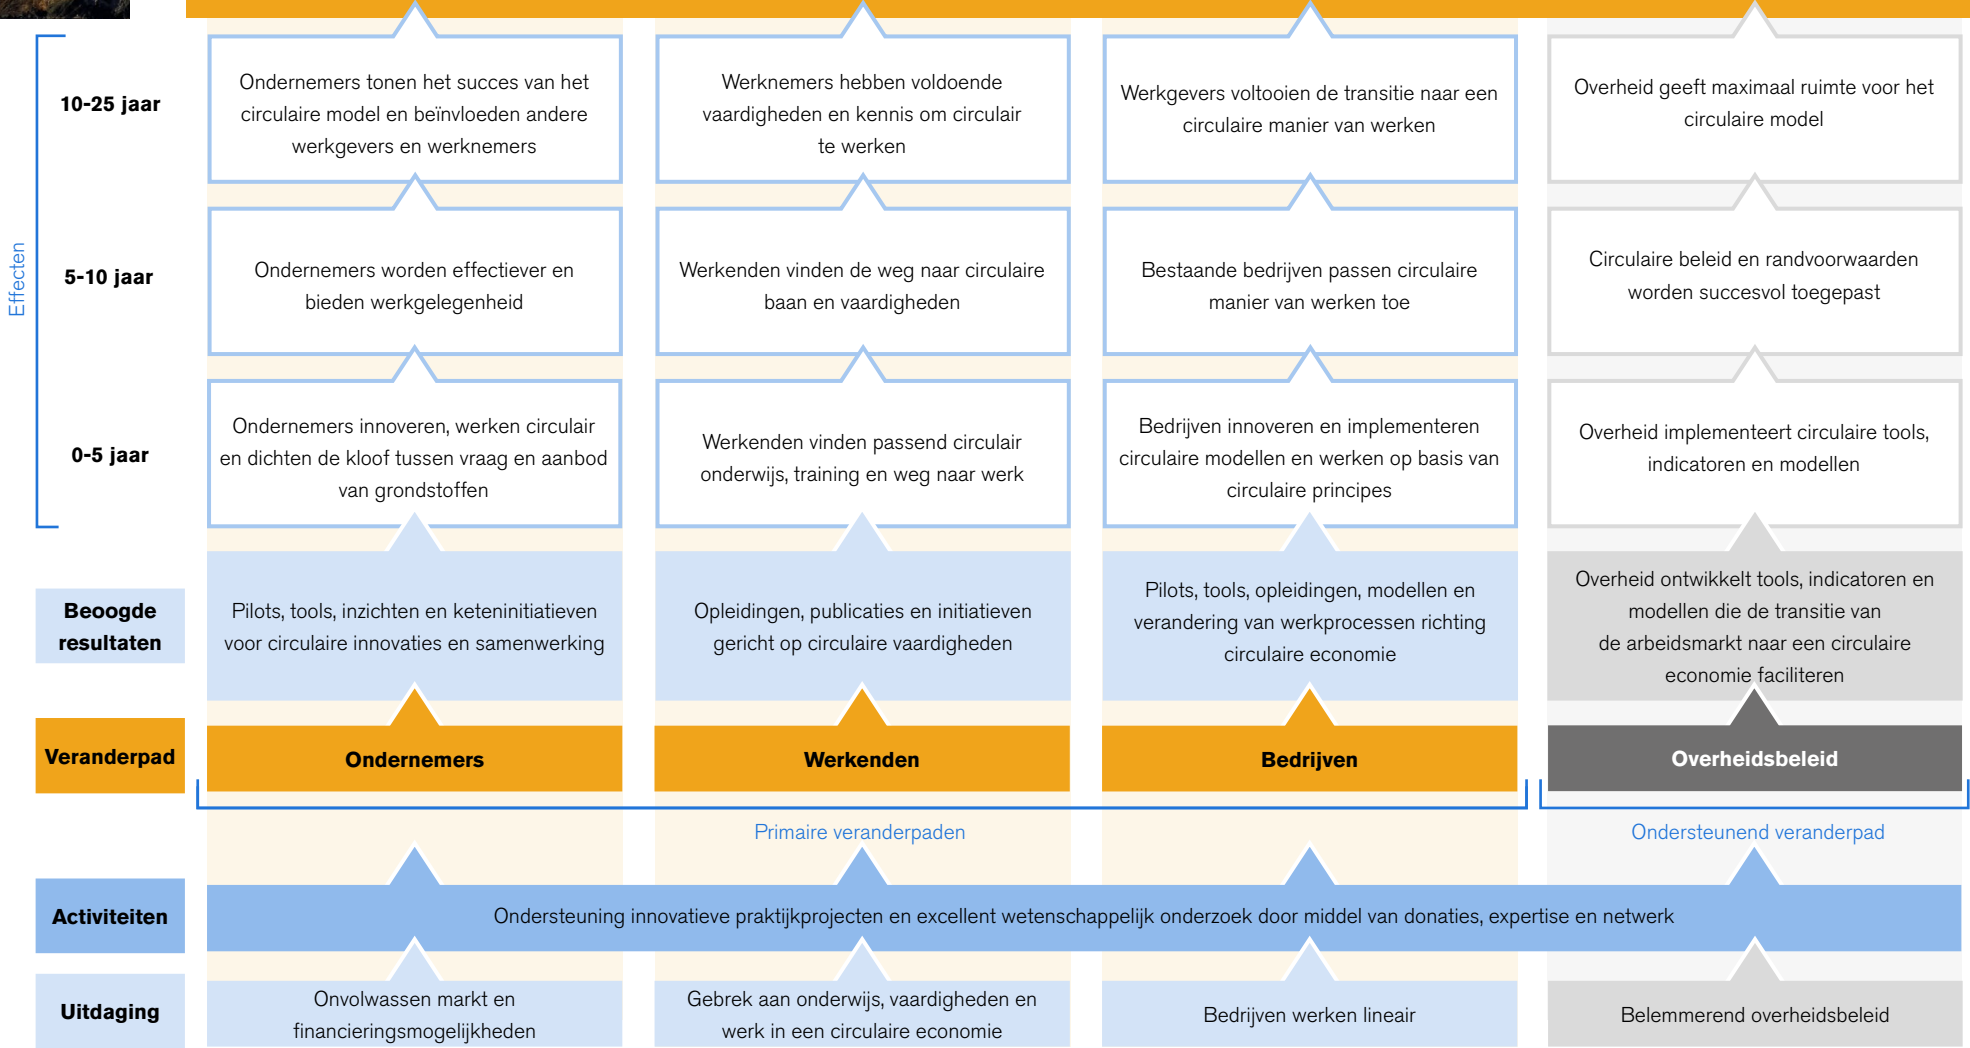 Effecten
10-25 jaar
Ondernemers tonen het succes van het
circulaire model en beïnvloeden andere
werkgevers en werknemers
Werknemers hebben voldoende
vaardigheden en kennis om circulair
te werken
Werkgevers voltooien de transitie naar een
circulaire manier van werken
Overheid geeft maximaal ruimte voor het
circulaire model
5-10 jaar
Ondernemers worden effectiever en
bieden werkgelegenheid
Werkenden vinden de weg naar circulaire
baan en vaardigheden
Bestaande bedrijven passen circulaire
manier van werken toe
Circulaire beleid en randvoorwaarden
worden succesvol toegepast
0-5 jaar
Ondernemers innoveren, werken circulair
en dichten de kloof tussen vraag en aanbod
van grondstoffen
Werkenden vinden passend circulair
onderwijs, training en weg naar werk
Bedrijven innoveren en implementeren
circulaire modellen en werken op basis van
circulaire principes
Overheid implementeert circulaire tools,
indicatoren en modellen
Beoogde
resultaten
Pilots, tools, inzichten en keteninitiatieven
voor circulaire innovaties en samenwerking
Opleidingen, publicaties en initiatieven
gericht op circulaire vaardigheden
Pilots, tools, opleidingen, modellen en
verandering van werkprocessen richting
circulaire economie
Overheid ontwikkelt tools, indicatoren en
modellen die de transitie van
de arbeidsmarkt naar een circulaire
economie faciliteren
Veranderpad
Ondernemers
Werkenden
Bedrijven
Overheidsbeleid
Primaire veranderpaden
Ondersteunend veranderpad
Activiteiten
Ondersteuning innovatieve praktijkprojecten en excellent wetenschappelijk onderzoek door middel van donaties, expertise en netwerk
Uitdaging
Onvolwassen markt en
financieringsmogelijkheden
Gebrek aan onderwijs, vaardigheden en
werk in een circulaire economie
Bedrijven werken lineair
Belemmerend overheidsbeleid